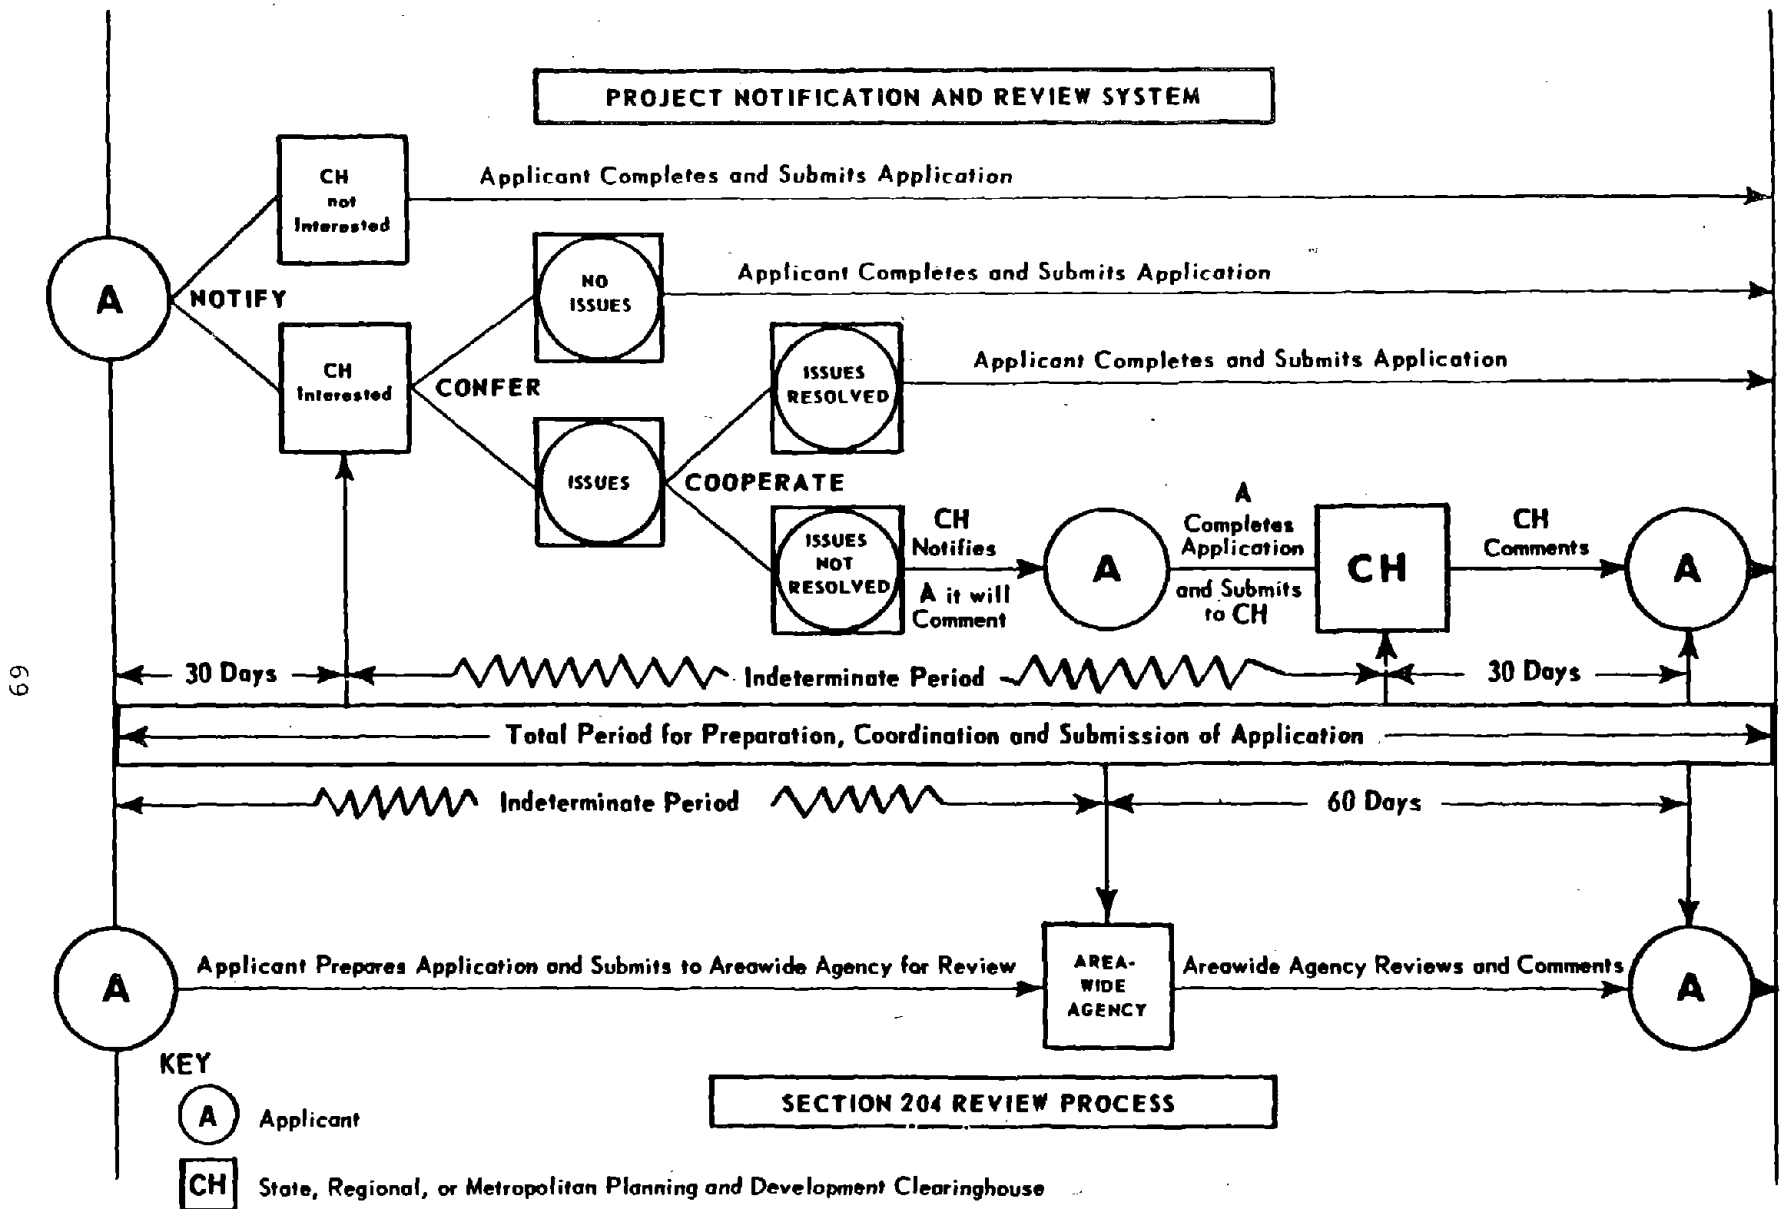 PROJECT NOTIFICATION AND REVIEW SYSTEM
CH
not
Interested
Applicant Completes and Submits Application
A
NOTIFY
NO
ISSUES
Applicant Completes and Submits Application
CH
Interested
CONFER
ISSUES
RESOLVED
Applicant Completes and Submits Application
ISSUES
COOPERATE
ISSUES
NOT
RESOLVED
CH
Notifies
A it will
Comment
A
A
Completes
Application
and Submits
to CH
CH
CH
Comments
A
69
30 Days
Indeterminate Period
30 Days
Total Period for Preparation, Coordination and Submission of Application
Indeterminate Period
60 Days
A
Applicant Prepares Application and Submits to Areawide Agency for Review
AREA-
WIDE
AGENCY
Areawide Agency Reviews and Comments
A
KEY
A Applicant
SECTION 204 REVIEW PROCESS
CH State, Regional, or Metropolitan Planning and Development Clearinghouse